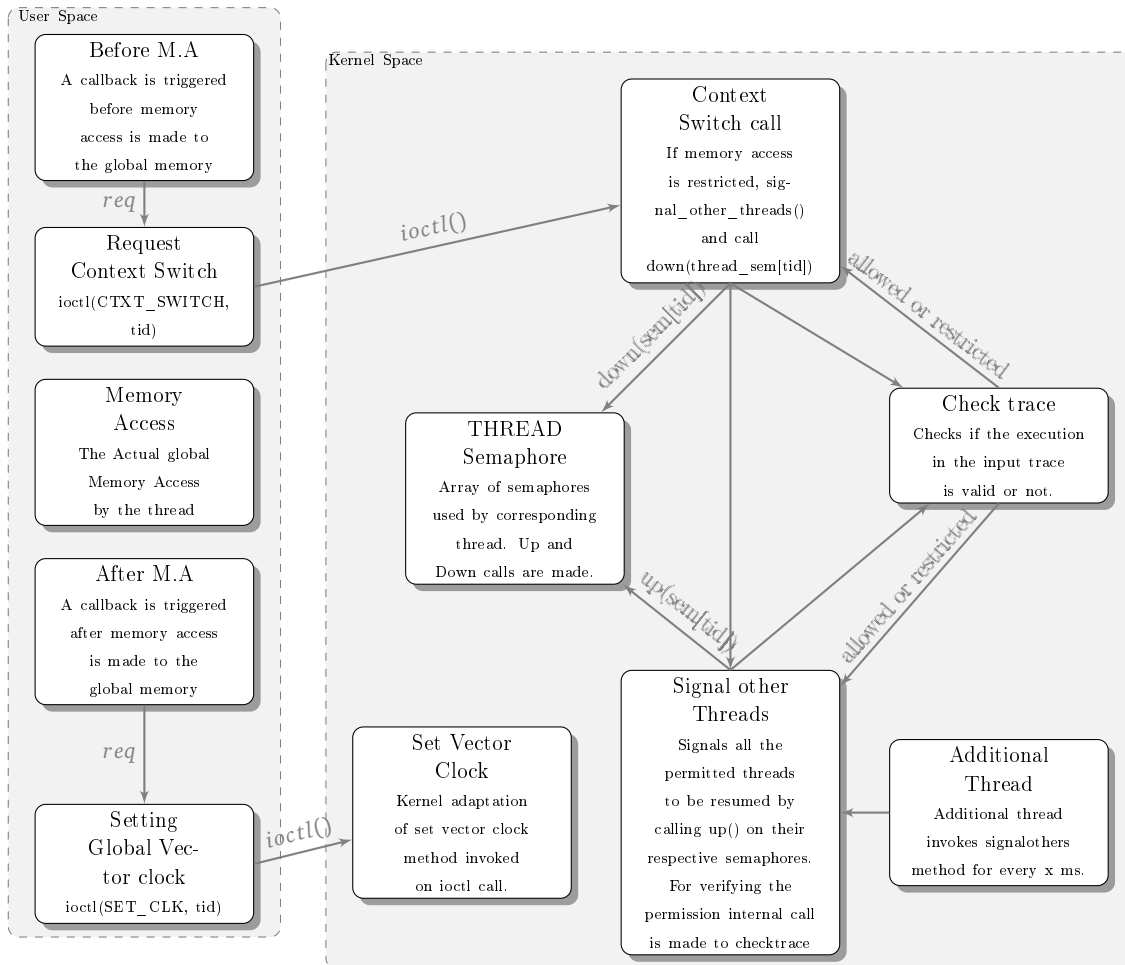 User Space
Before M.A
A callback is triggered
before memory
access is made to
the global memory
req
Request
Context Switch
ioctl(CTXT_SWITCH,
tid)
Memory
Access
The Actual global
Memory Access
by the thread
After M.A
A callback is triggered
after memory access
is made to the
global memory
req
Setting
Global Vec-
tor clock
ioctl(SET_CLK, tid)
ioctl()
ioctl()
Kernel Space
Context
Switch call
If memory access
is restricted, sig-
nal_other_threads()
and call
down(thread_sem[tid])
down(sem[tid])
allowed or restricted
THREAD
Semaphore
Array of semaphores
used by corresponding
thread. Up and
Down calls are made.
Check trace
Checks if the execution
in the input trace
is valid or not.
up(sem[tid])
allowed or restricted
Set Vector
Clock
Kernel adaptation
of set vector clock
method invoked
on ioctl call.
Signal other
Threads
Signals all the
permitted threads
to be resumed by
calling up() on their
respective semaphores.
For verifying the
permission internal call
is made to checktrace
Additional
Thread
Additional thread
invokes signalothers
method for every x ms.